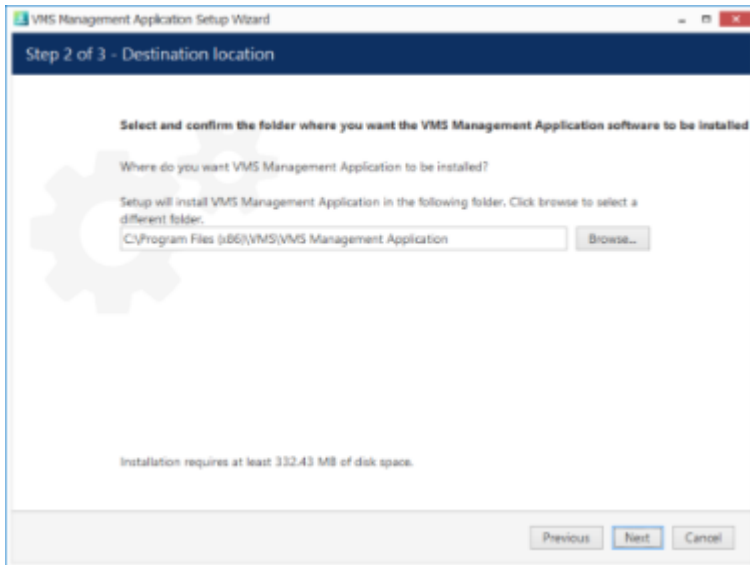 VMS Management Application Setup Wizard
Step 2 of 3 - Destination location
Select and confirm the folder where you want the VMS Management Application software to be installed
Where do you want VMS Management Application to be installed?
Setup will install VMS Management Application in the following folder. Click browse to select a
different folder.
C:\Program Files (x86)\VMS\VMS Management Application
Browse...
Installation requires at least 332.43 MB of disk space.
Previous Next Cancel